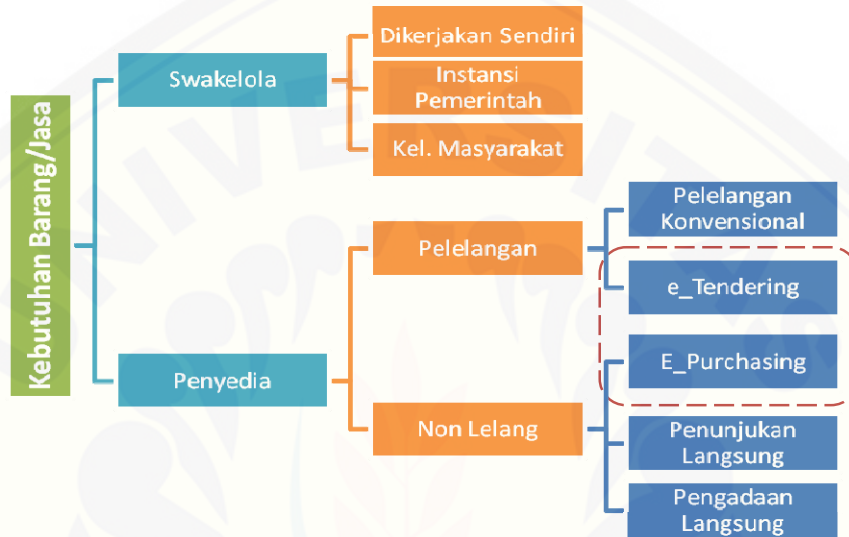 Kebutuhan Barang/Jasa
Swakelola
Dikerjakan Sendiri
Instansi
Pemerintah
Kel. Masyarakat
Penyedia
Pelelangan
Pelelangan
Konvensional
e_Tendering
Non Lelang
E_Purchasing
Penunjukan
Langsung
Pengadaan
Langsung
UNIVERSITAS